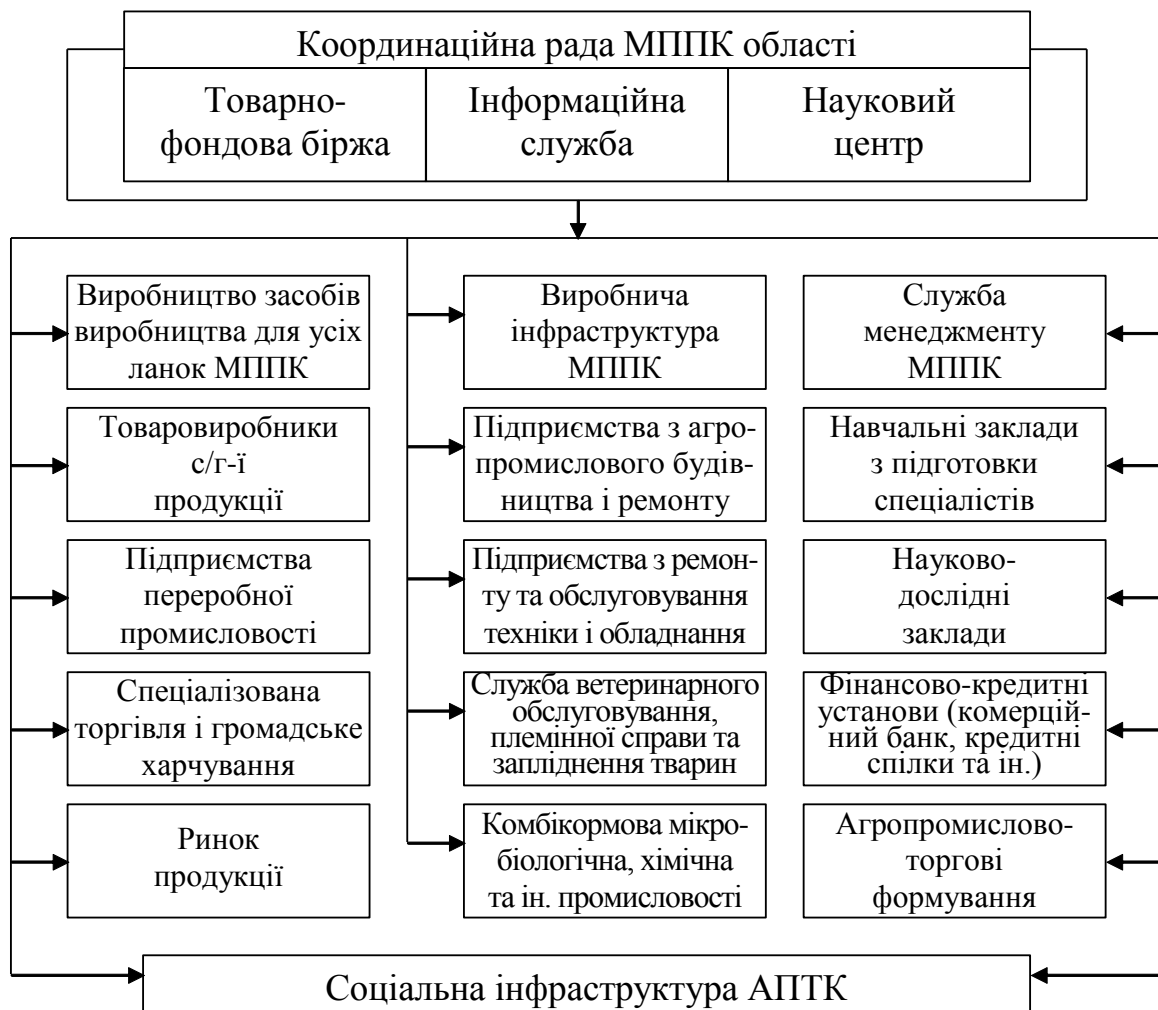 Координаційна рада МППК області
Товарно-
фондова біржа
Інформаційна
служба
Науковий
центр
Виробництво засобів
виробництва для усіх
ланок МППК
Товаровиробники
с/г-ї
продукції
Підприємства
переробної
промисловості
Спеціалізована
торгівля і громадське
харчування
Ринок
продукції
Виробнича
інфраструктура
МППК
Підприємства з агро-
промислового будів-
ництва і ремонту
Підприємства з ремон-
ту та обслуговування
техніки і обладнання
Служба ветеринарного
обслуговування,
племінної справи та
запліднення тварин
Комбікормова мікро-
біологічна, хімічна
та ін. промисловості
Служба
менеджменту
МППК
Навчальні заклади
з підготовки
спеціалістів
Науково-
дослідні
заклади
Фінансово-кредитні
установи (комерцій-
ний банк, кредитні
спілки та ін.)
Агропромислово-
торгові
формування
Соціальна інфраструктура АПТК